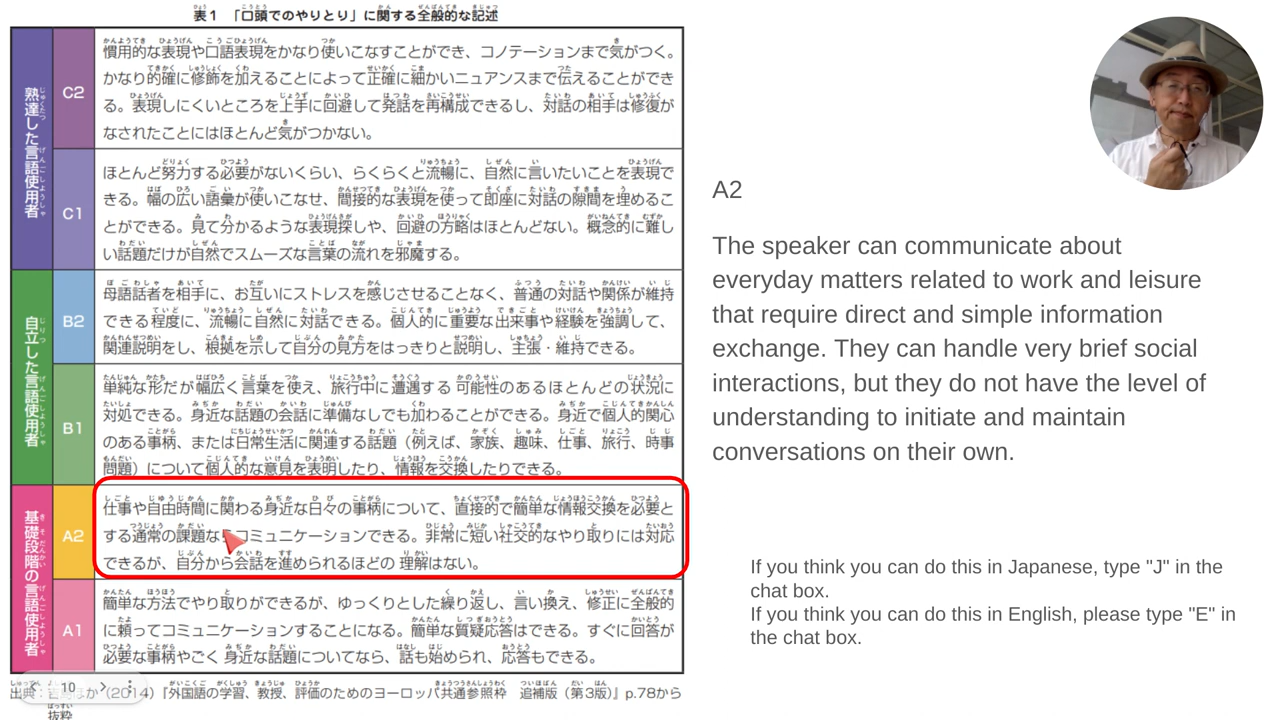 表1 「口頭でのやりとり」に関する全般的な記述
熟達した言語使用者
C2
慣用的な表現や口語表現をかなり使いこなすことができ、コノテーションまで気がつく。
かなり的確に修飾を加えることによって正確に細かいニュアンスまで伝えることができ
る。表現しにくいところを上手に回避して発話を再構成できるし、対話の相手は修復が
なされたことにはほとんど気がつかない。
C1
ほとんど努力する必要がないくらい、らくらくと流暢に、自然に言いたいことを表現で
きる。幅の広い語彙が使いこなせ、間接的な表現を使って即座に対話の隙間を埋めるこ
とができる。見て分かるような表現探しや、回避の方略はほとんどない。概念的に難し
い話題だけが自然でスムーズな言葉の流れを邪魔する。
自立した言語使用者
B2
母語話者を相手に、お互いにストレスを感じさせることなく、普通の対話や関係が維持
できる程度に、流暢に自然に対話できる。個人的に重要な出来事や経験を強調して、
関連説明をし、根拠を示して自分の見方をはっきりと説明し、主張・維持できる。
B1
単純な形だが幅広く言葉を使え、旅行中に遭遇する可能性のあるほとんどの状況に
対処できる。身近な話題の会話に準備なしでも加わることができる。身近で個人的関心
のある事柄、または日常生活に関連する話題（例えば、家族、趣味、仕事、旅行、時事
問題）について個人的な意見を表明したり、情報を交換したりできる。
基礎段階の言語使用者
A2
仕事や自由時間に関わる身近な日々の事柄について、直接的で簡単な情報交換を必要と
する通常の課題なら コミュニケーションできる。非常に短い社交的なやり取りには対応
できるが、自分から会話を進められるほどの 理解はない。
A1
簡単な方法でやり取りができるが、ゆっくりとした繰り返し、言い換え、修正に全般的
に頼ってコミュニケーションすることになる。簡単な質疑応答はできる。すぐに回答が
必要な事柄やごく 身近な話題についてなら、話も始められ、応答もできる。
出典：吉島ほか（2014）『外国語の学習、教授、評価のためのヨーロッパ共通参照枠 追補版（第3版）』p.78から
抜粋
10
A2
The speaker can communicate about
everyday matters related to work and leisure
that require direct and simple information
exchange. They can handle very brief social
interactions, but they do not have the level of
understanding to initiate and maintain
conversations on their own.
If you think you can do this in Japanese, type "J" in the
chat box.
If you think you can do this in English, please type "E" in
the chat box.